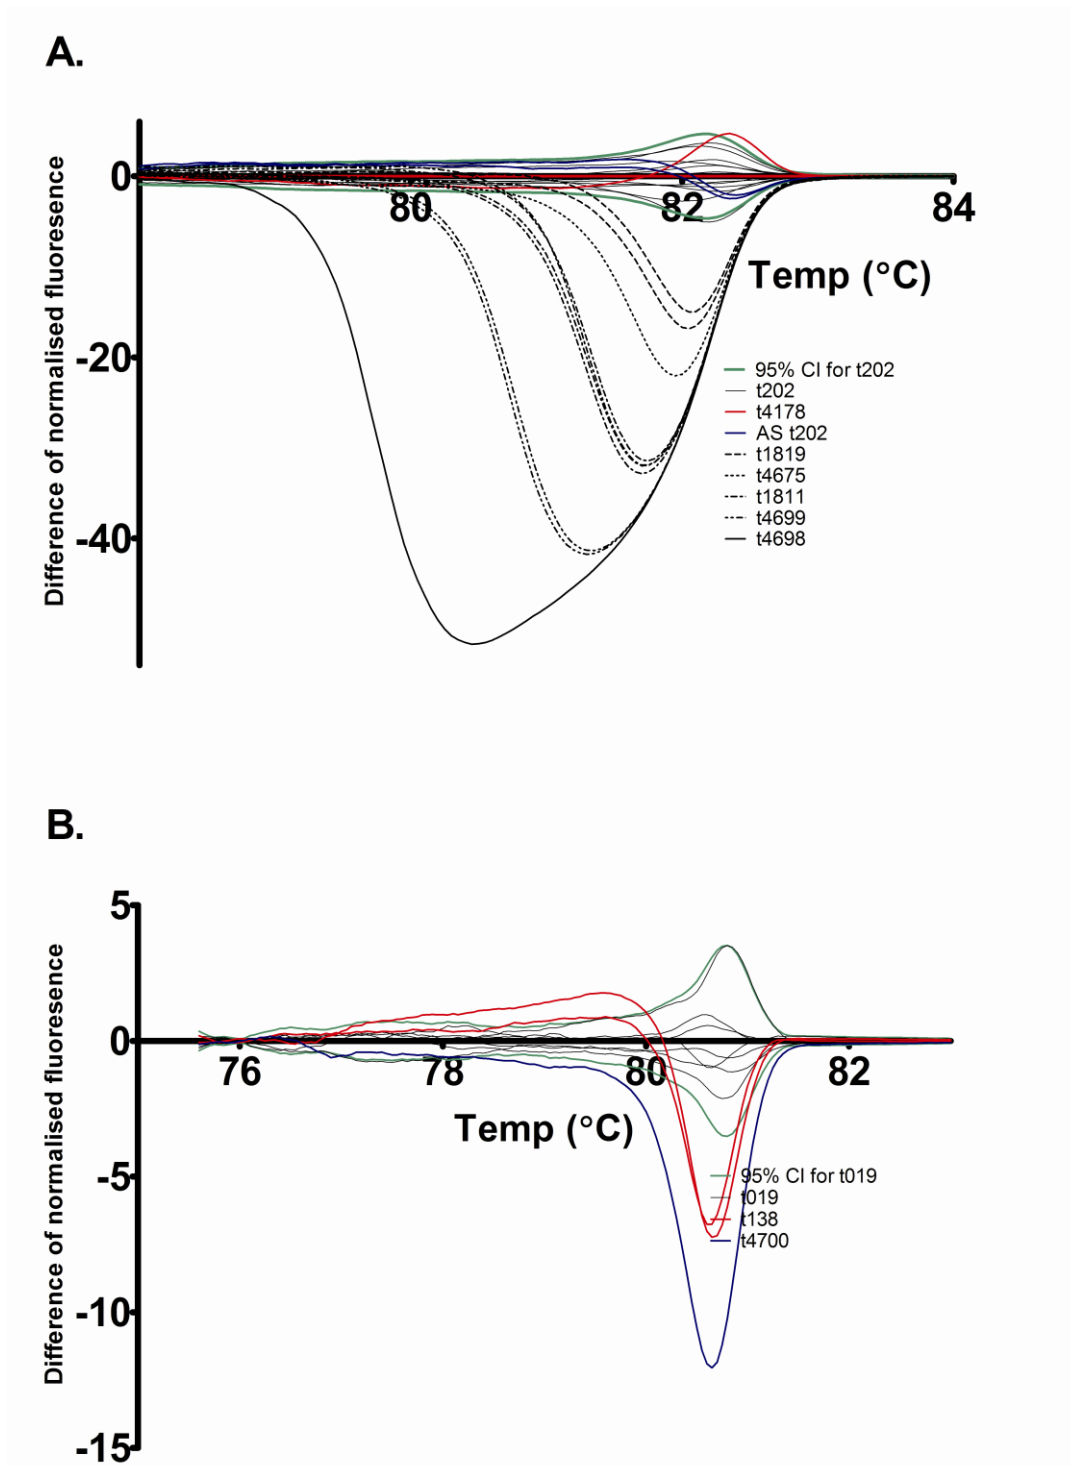 A.
0
80
82
84
Temp (°C)
-20
-40
Difference of normalised fluoresence
95% CI for t202
t202
t4178
AS t202
t1819
t4675
t1811
t4699
t4698
B.
5
0
76
78
80
82
Temp (°C)
-5
-10
-15
Difference of normalised fluoresence
95% CI for t019
t019
t138
t4700